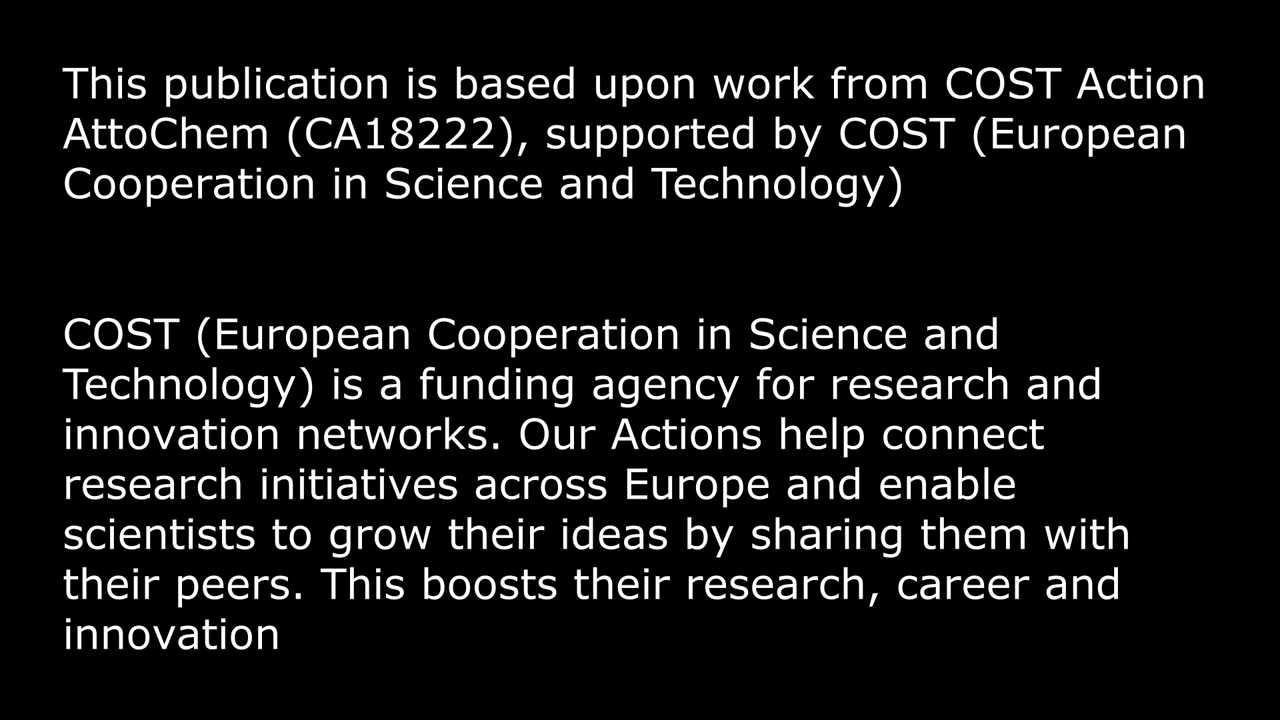 This publication is based upon work from COST Action
AttoChem (CA18222), supported by COST (European
Cooperation in Science and Technology)
COST (European Cooperation in Science and
Technology) is a funding agency for research and
innovation networks. Our Actions help connect
research initiatives across Europe and enable
scientists to grow their ideas by sharing them with
their peers. This boosts their research, career and
innovation